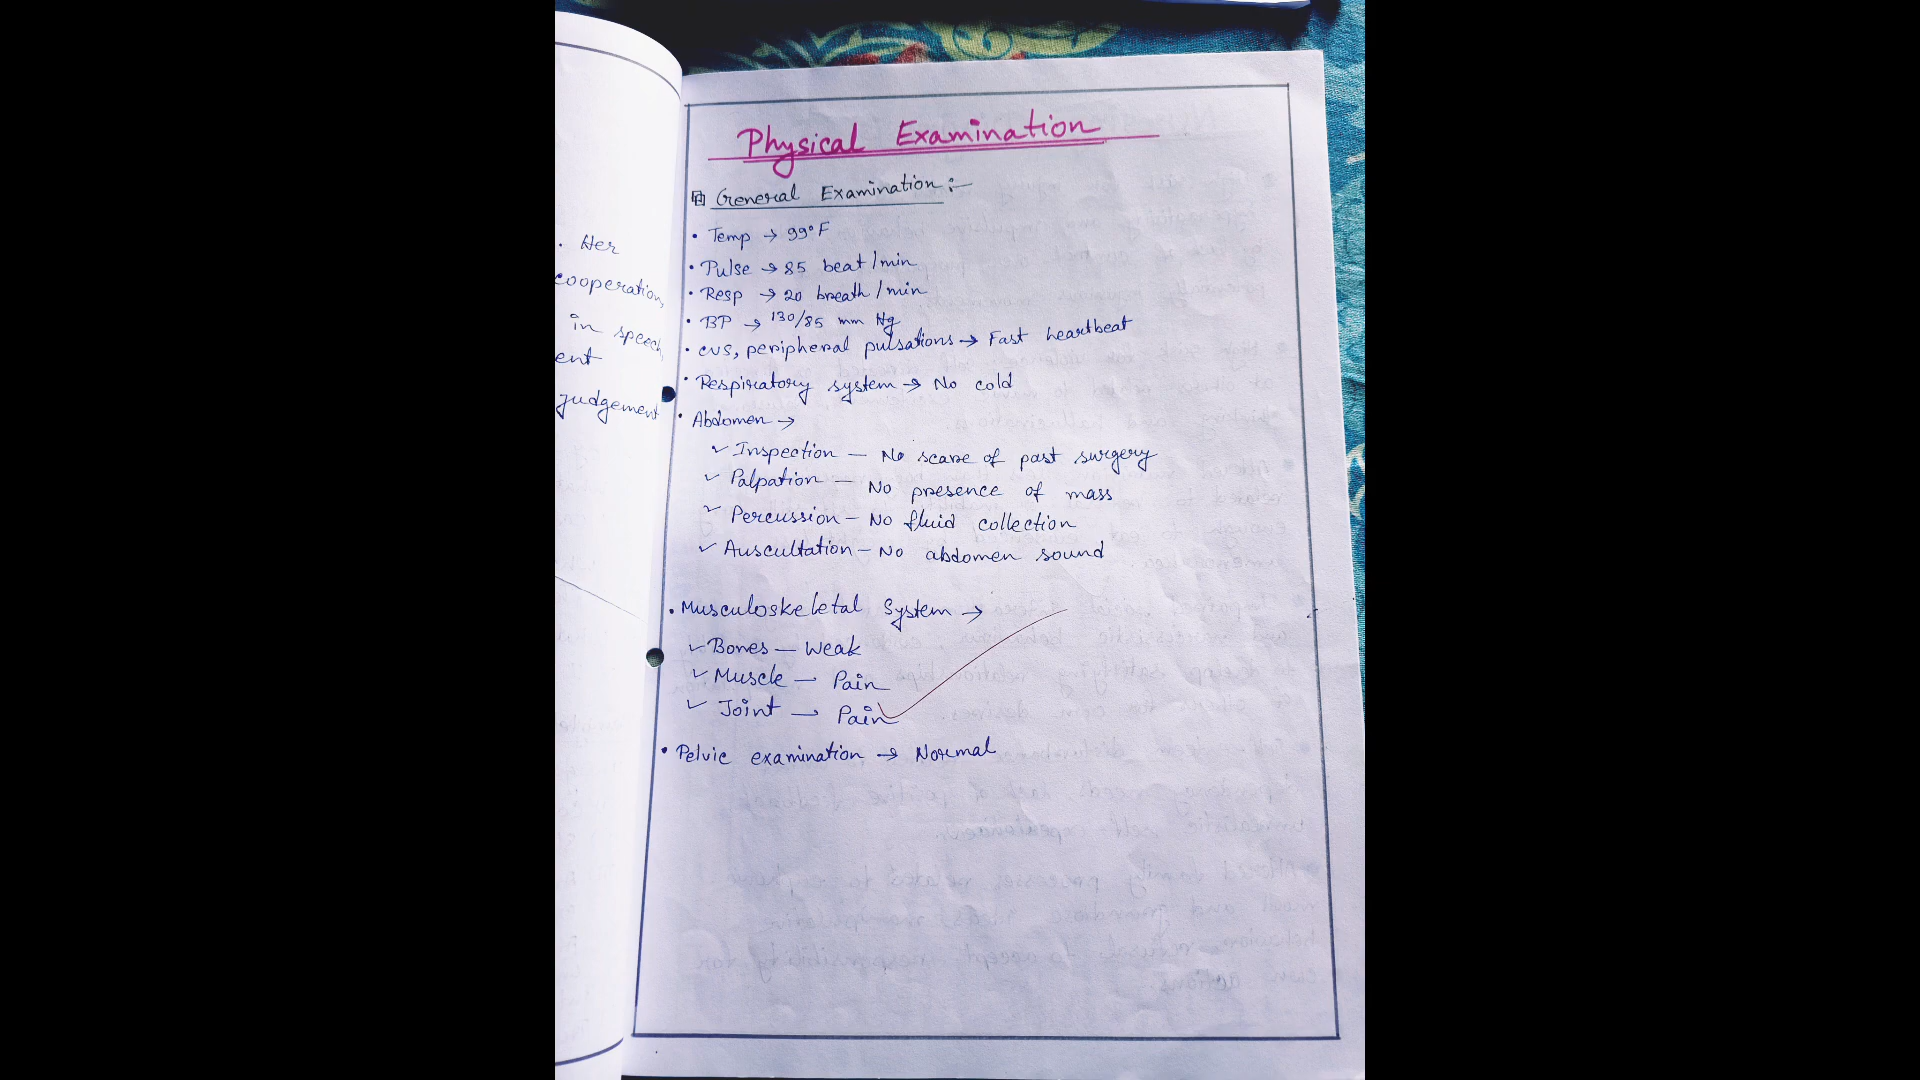 Physical Examination
General Examination :-
• Temp → 99°F
• Pulse → 85 beat/min
• Resp → 20 breath/min
• BP → 130/85 mm Hg
• CVS, peripheral pulsations → Fast heartbeat
• Respiratory system → No cold
• Abdomen →
✓ Inspection — No scare of past surgery
✓ Palpation — No presence of mass
✓ Percussion — No fluid collection
✓ Auscultation — No abdomen sound
• Musculoskeletal System →
✓ Bones — Weak
✓ Muscle — Pain
✓ Joint — Pain
• Pelvic examination → Normal
. Her
cooperation,
in speech,
ent
judgement